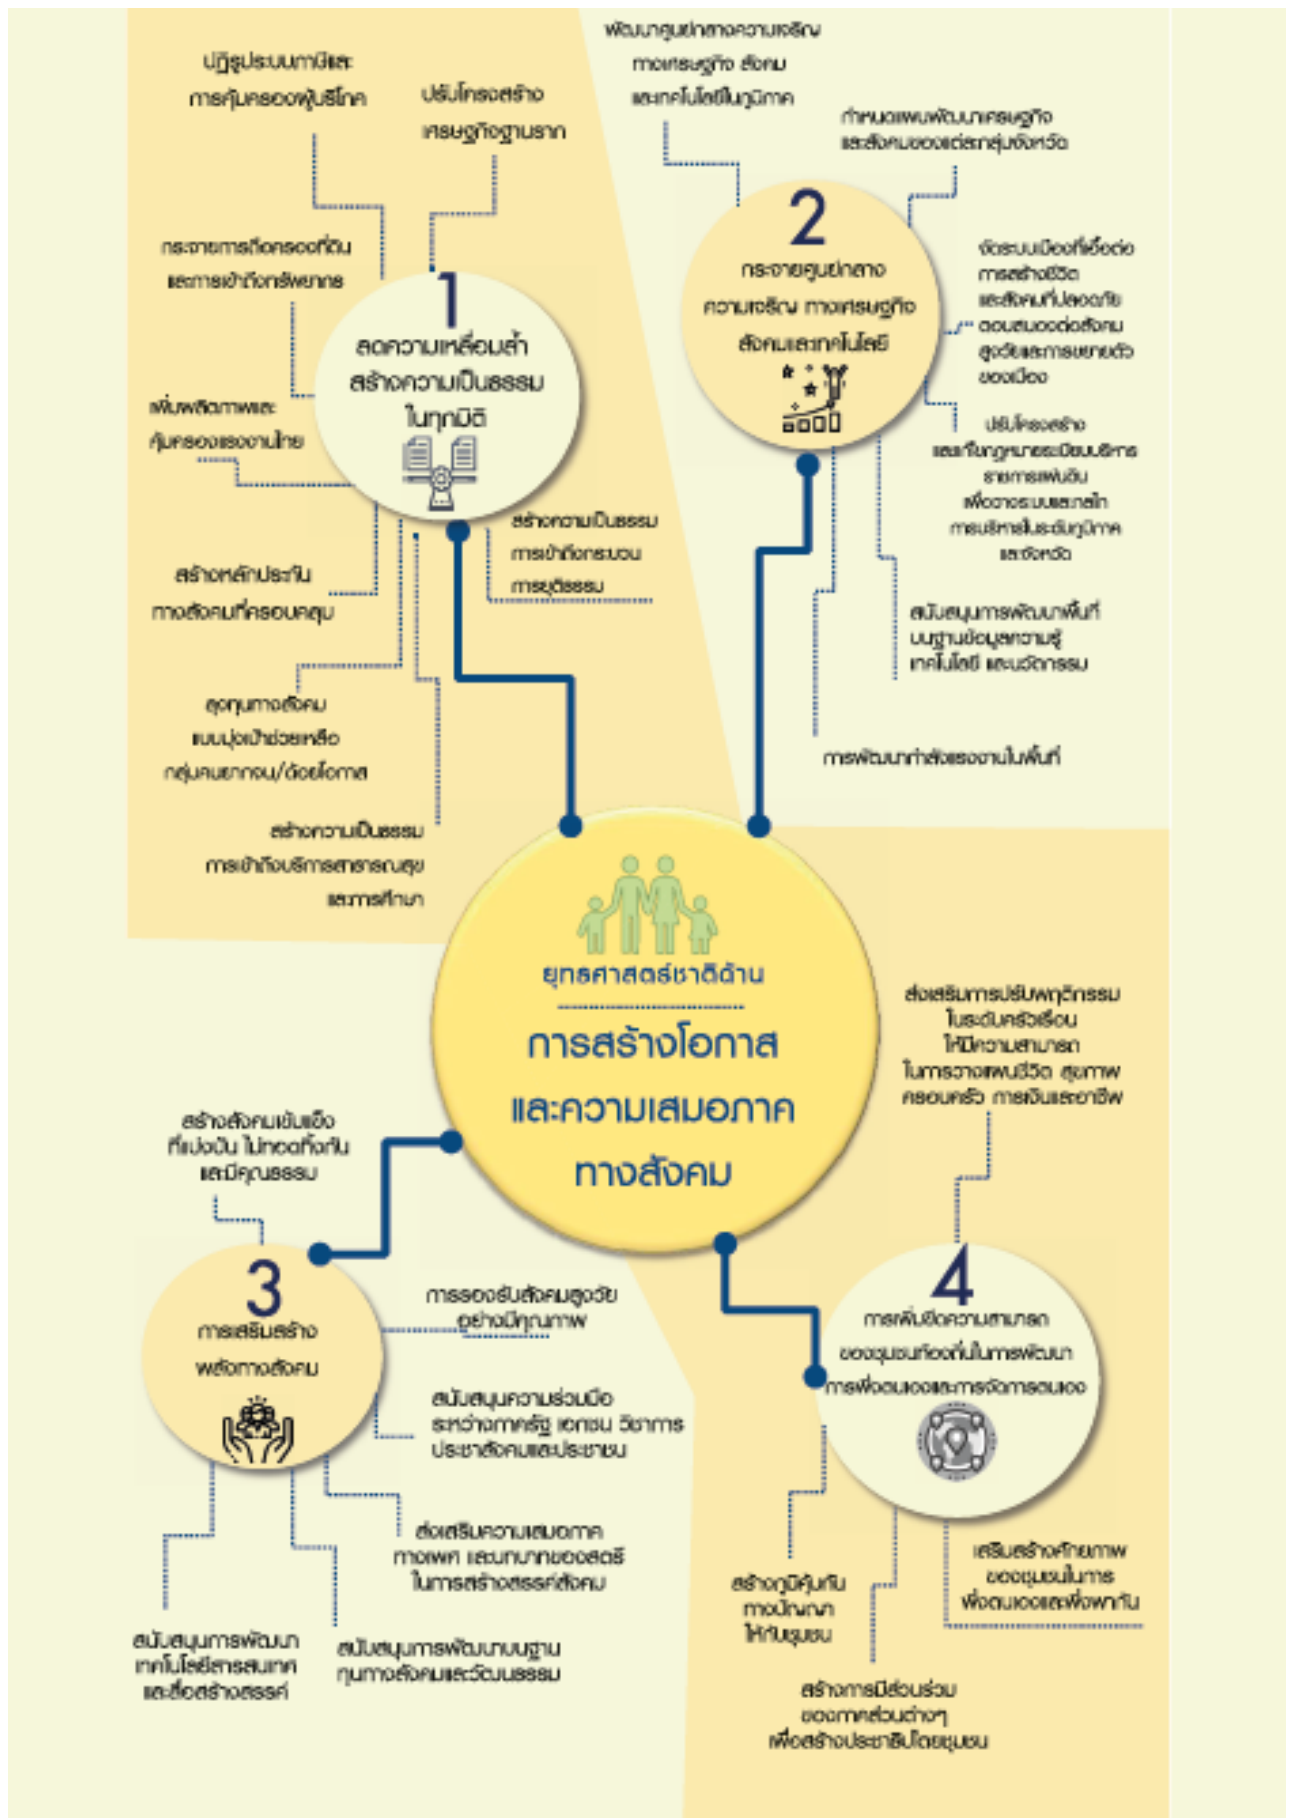 ปฏิรูประบบภาษีและ
การคุ้มครองผู้บริโภค
ปรับโครงสร้าง
เศรษฐกิจฐานราก
กระจายการถือครองที่ดิน
และการเข้าถึงทรัพยากร
1
ลดความเหลื่อมล้ำ
สร้างความเป็นธรรม
ในทุกมิติ
เพิ่มผลิตภาพและ
คุ้มครองแรงงานไทย
สร้างหลักประกัน
ทางสังคมที่ครอบคลุม
สร้างความเป็นธรรม
การเข้าถึงกระบวน
การยุติธรรม
ลงทุนทางสังคม
แบบมุ่งเป้าช่วยเหลือ
กลุ่มคนยากจน/ด้อยโอกาส
สร้างความเป็นธรรม
การเข้าถึงบริการสาธารณสุข
และการศึกษา
พัฒนาศูนย์กลางความเจริญ
ทางเศรษฐกิจ สังคม
และเทคโนโลยีในภูมิภาค
กำหนดแผนพัฒนาเศรษฐกิจ
และสังคมของแต่ละกลุ่มจังหวัด
2
กระจายศูนย์กลาง
ความเจริญ ทางเศรษฐกิจ
สังคมและเทคโนโลยี
จัดระบบเมืองที่เอื้อต่อ
การสร้างชีวิต
และสังคมที่ปลอดภัย
ตอบสนองต่อสังคม
สูงวัยและการขยายตัว
ของเมือง
ปรับโครงสร้าง
และแก้ไขกฎหมายระเบียบบริหาร
ราชการแผ่นดิน
เพื่อวางระบบและกลไก
การบริหารในระดับภูมิภาค
และจังหวัด
สนับสนุนการพัฒนาพื้นที่
บนฐานข้อมูลความรู้
เทคโนโลยี และนวัตกรรม
การพัฒนากำลังแรงงานในพื้นที่
ยุทธศาสตร์ชาติด้าน
การสร้างโอกาส
และความเสมอภาค
ทางสังคม
สร้างสังคมเข้มแข็ง
ที่แบ่งปัน ไม่ทอดทิ้งกัน
และมีคุณธรรม
3
การเสริมสร้าง
พลังทางสังคม
การรองรับสังคมสูงวัย
อย่างมีคุณภาพ
สนับสนุนความร่วมมือ
ระหว่างภาครัฐ เอกชน วิชาการ
ประชาสังคมและประชาชน
ส่งเสริมความเสมอภาค
ทางเพศ และบทบาทของสตรี
ในการสร้างสรรค์สังคม
สนับสนุนการพัฒนา
เทคโนโลยีสารสนเทศ
และสื่อสร้างสรรค์
สนับสนุนการพัฒนาบนฐาน
ทุนทางสังคมและวัฒนธรรม
ส่งเสริมการปรับพฤติกรรม
ในระดับครัวเรือน
ให้มีความสามารถ
ในการวางแผนชีวิต สุขภาพ
ครอบครัว การเงินและอาชีพ
4
การเพิ่มขีดความสามารถ
ของชุมชนท้องถิ่นในการพัฒนา
การพึ่งตนเองและการจัดการตนเอง
เสริมสร้างศักยภาพ
ของชุมชนในการ
พึ่งตนเองและพึ่งพากัน
สร้างภูมิคุ้มกัน
ทางปัญญา
ให้กับชุมชน
สร้างการมีส่วนร่วม
ของภาคส่วนต่างๆ
เพื่อสร้างประชาธิปไตยชุมชน